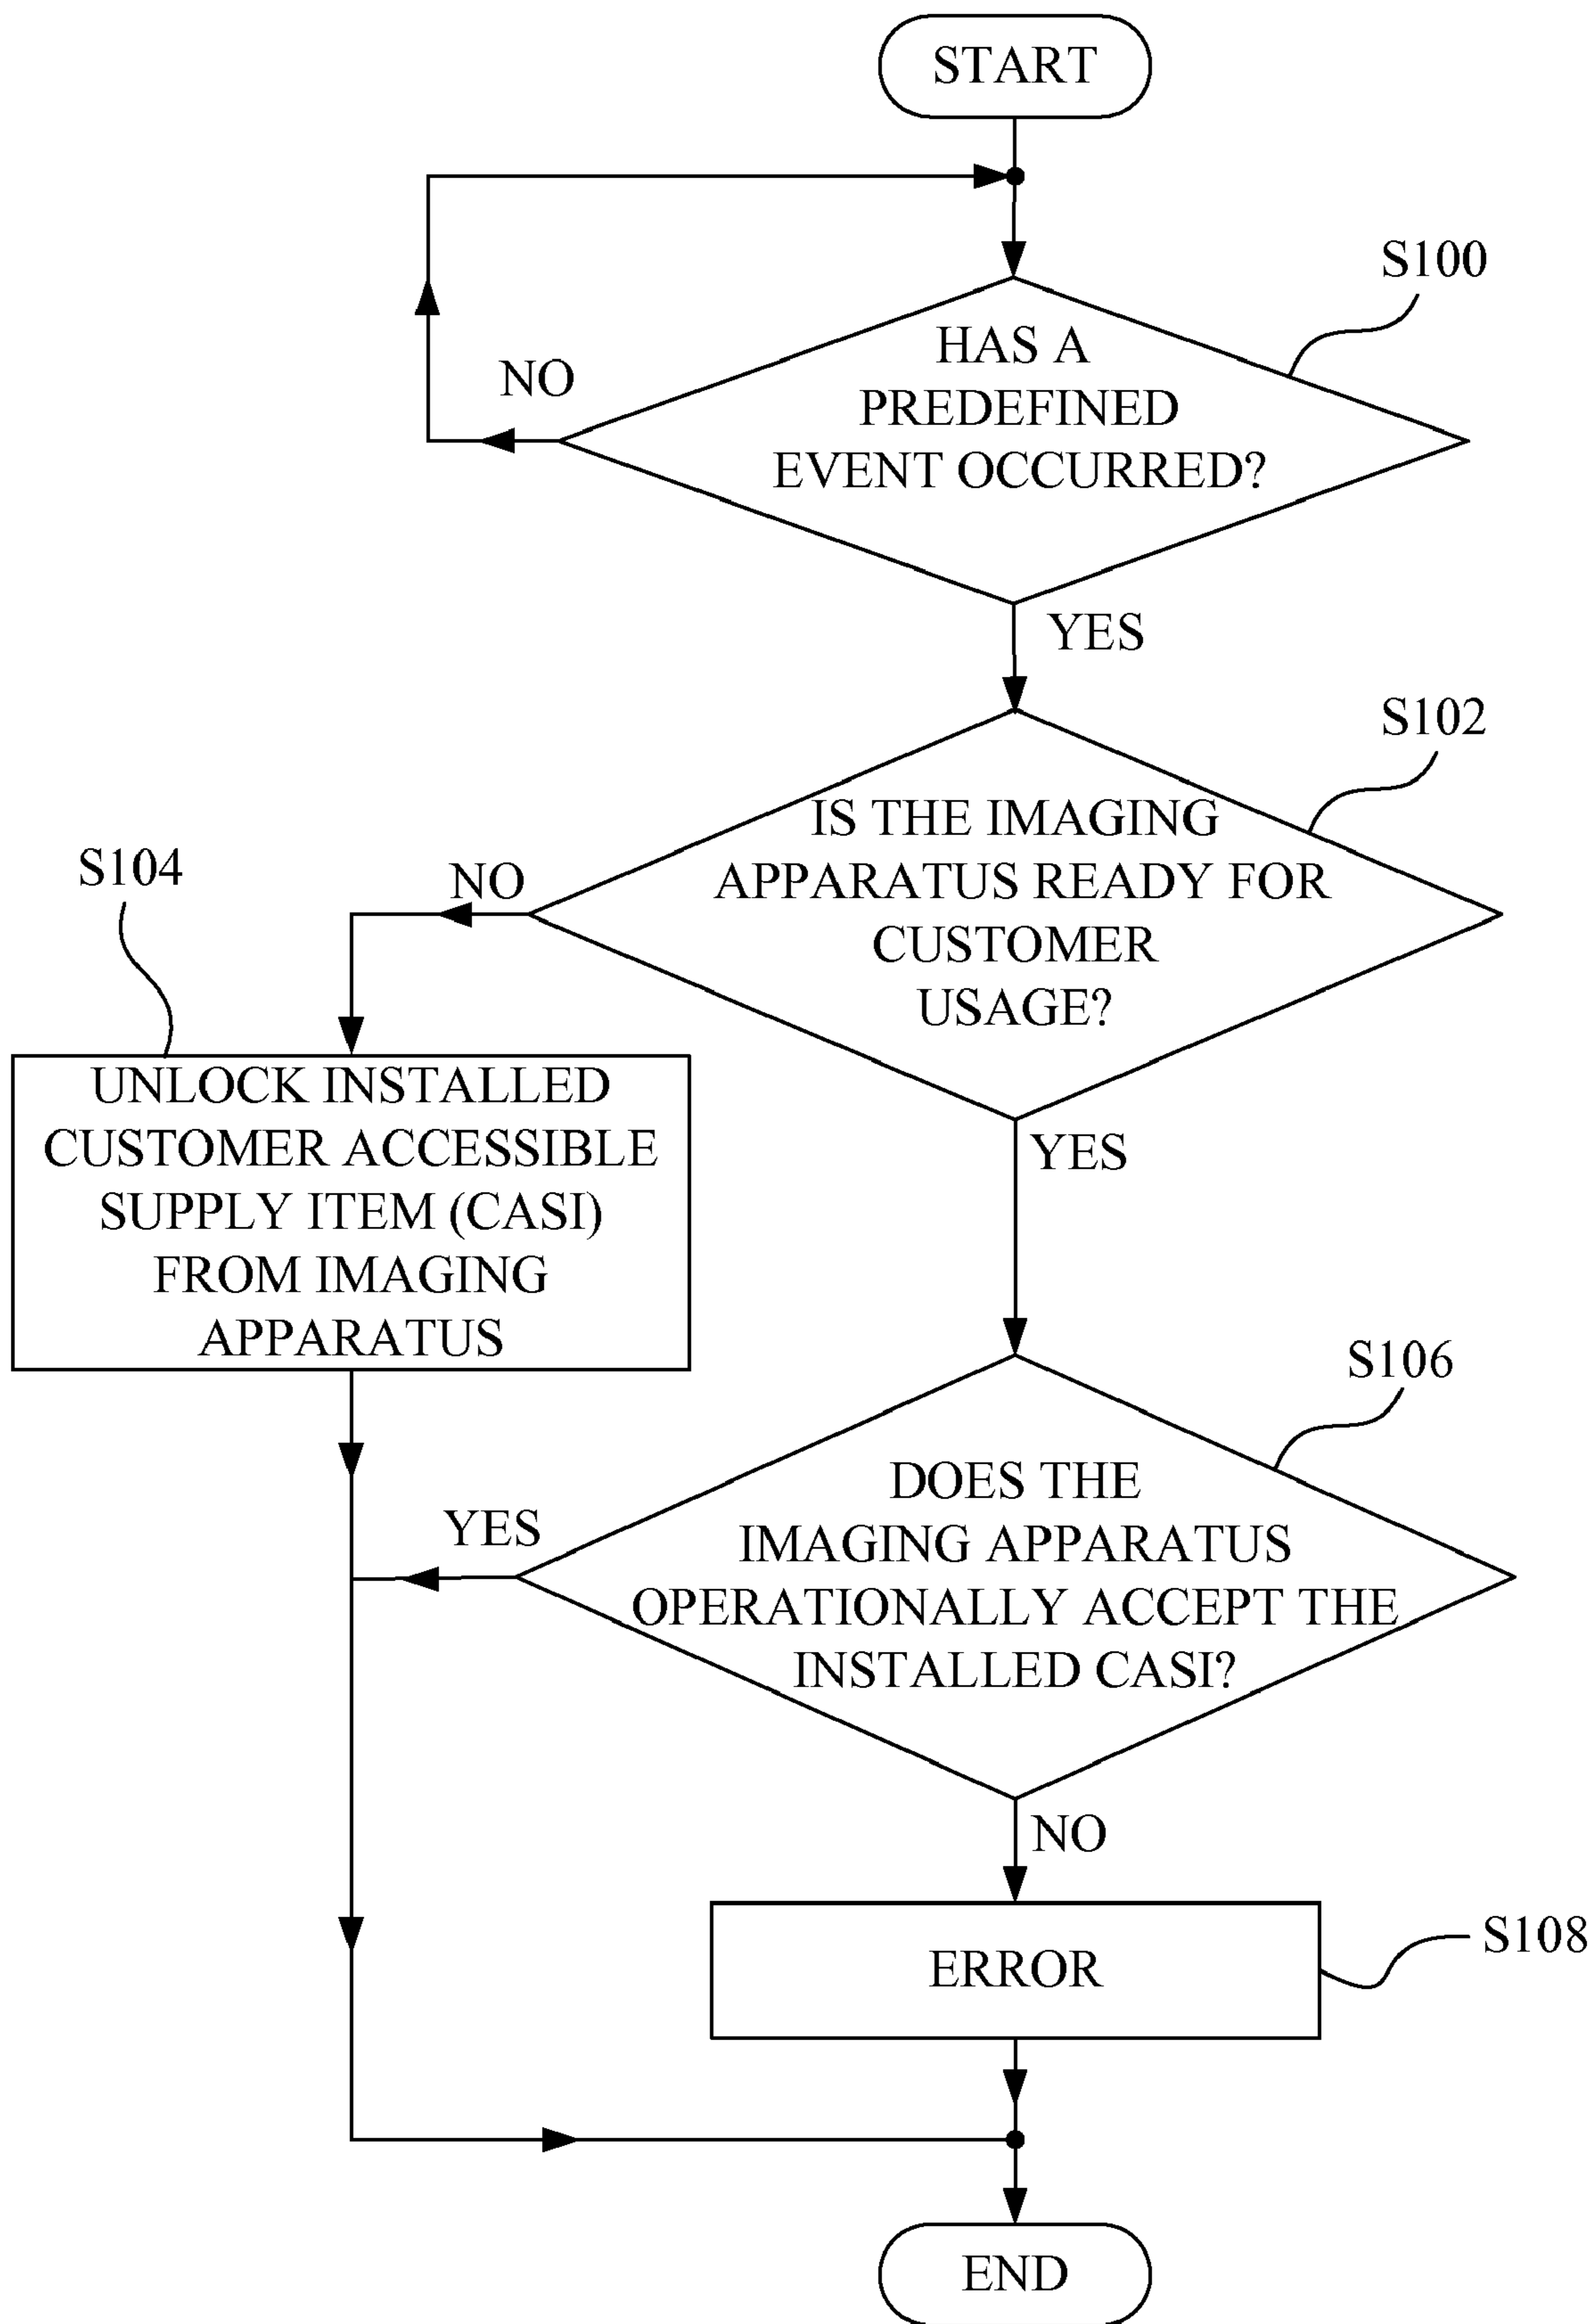 START
S100
HAS A
PREDEFINED
EVENT OCCURRED?
NO
YES
S102
IS THE IMAGING
APPARATUS READY FOR
CUSTOMER
USAGE?
NO
YES
S104
UNLOCK INSTALLED
CUSTOMER ACCESSIBLE
SUPPLY ITEM (CASI)
FROM IMAGING
APPARATUS
S106
DOES THE
IMAGING APPARATUS
OPERATIONALLY ACCEPT THE
INSTALLED CASI?
YES
NO
ERROR
S108
END